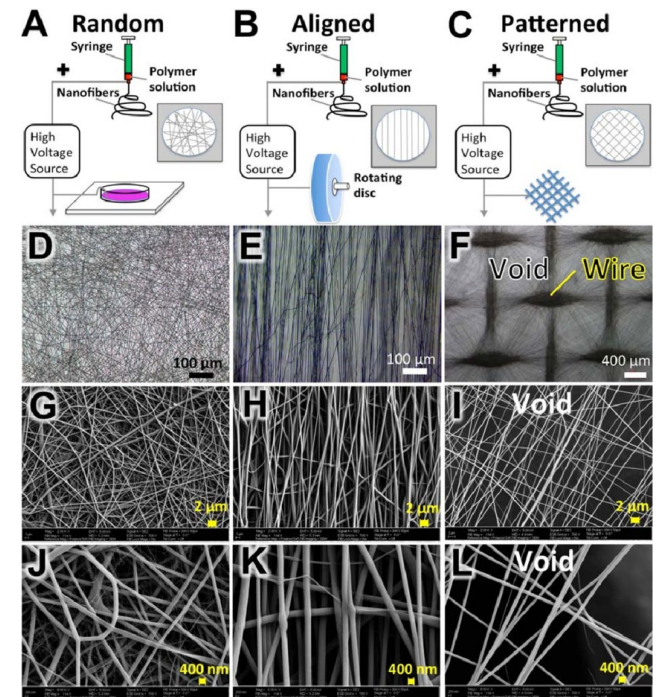 A Random
Syringe
+
Polymer
solution
Nanofibers
High
Voltage
Source
B Aligned
Syringe
+
Polymer
solution
Nanofibers
High
Voltage
Source
Rotating
disc
C Patterned
Syringe
+
Polymer
solution
Nanofibers
High
Voltage
Source
D
100 μm
E
100 μm
F
Void
Wire
400 μm
G
2 μm
H
2 μm
I
Void
2 μm
J
400 nm
K
400 nm
L
Void
400 nm